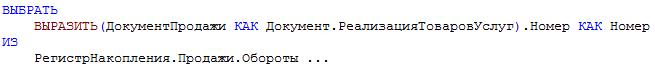 ВЫБРАТЬ
ВЫРАЗИТЬ(ДокументПродажи КАК Документ.РеализацияТоваровУслуг).Номер КАК Номер
ИЗ
РегистрНакопления.Продажи.Обороты ...